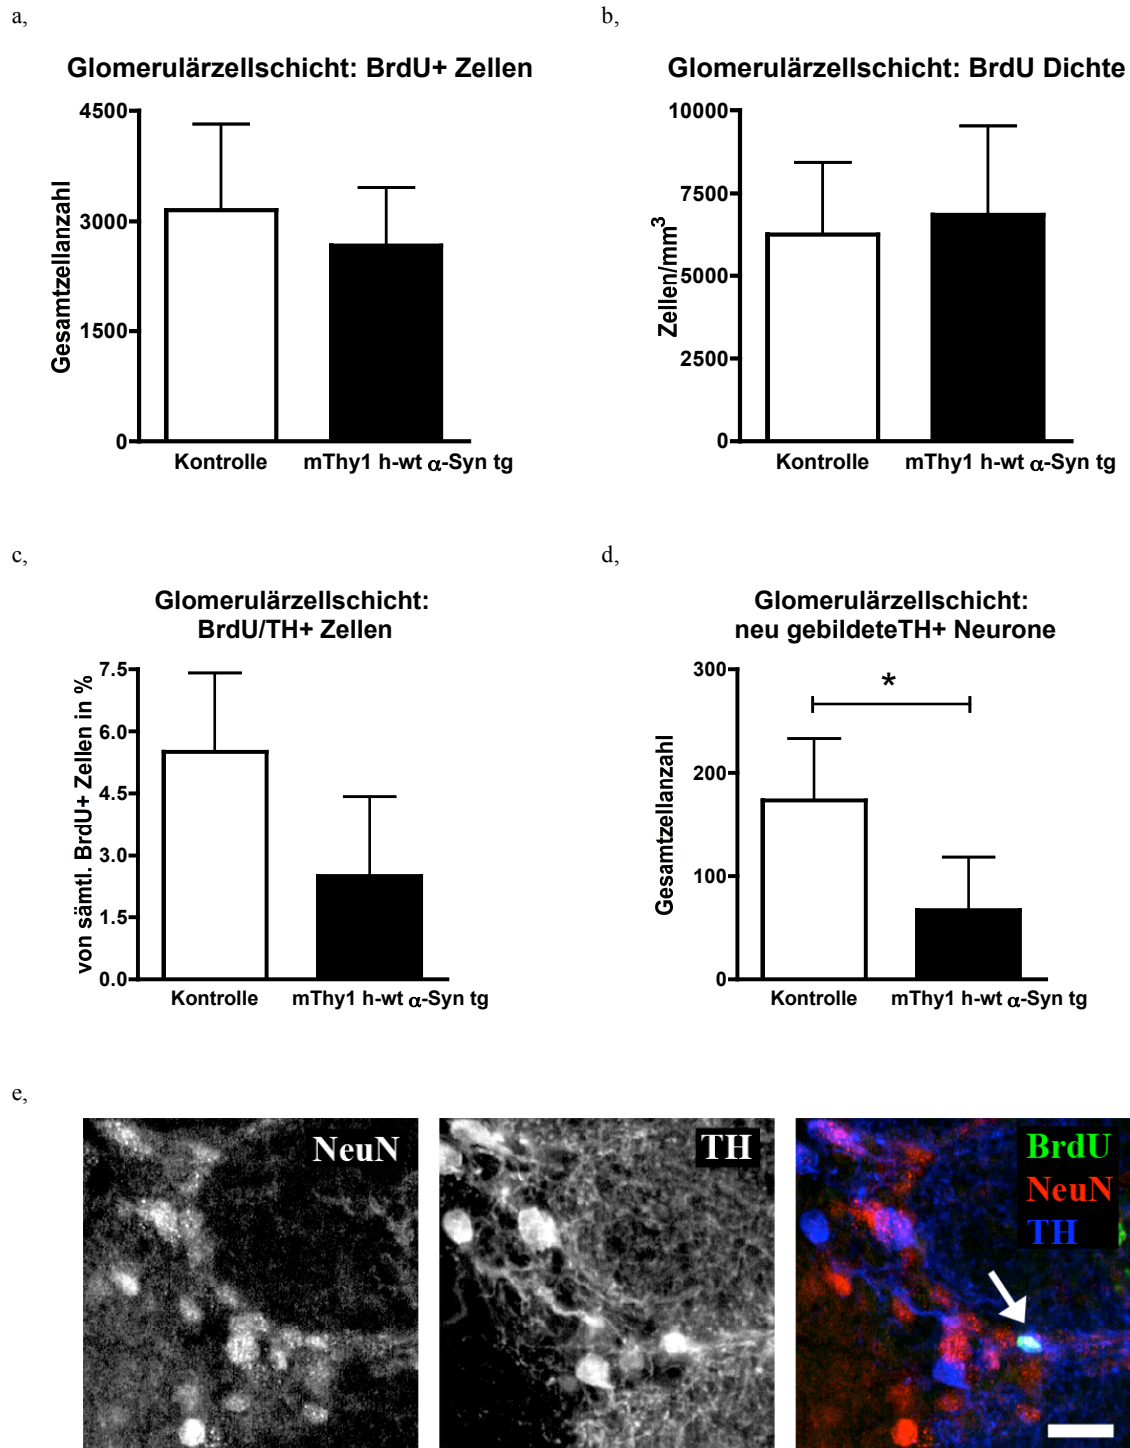 a,
Glomerulärzellschicht: BrdU+ Zellen
4500
3000
1500
0
Gesamtzellanzahl
Kontrolle
mThy1 h-wt α-Syn tg
b,
Glomerulärzellschicht: BrdU Dichte
10000
7500
5000
2500
0
Zellen/mm³
Kontrolle
mThy1 h-wt α-Syn tg
c,
Glomerulärzellschicht:
BrdU/TH+ Zellen
7.5
6.0
4.5
3.0
1.5
0.0
von sämtl. BrdU+ Zellen in %
Kontrolle
mThy1 h-wt α-Syn tg
d,
Glomerulärzellschicht:
neu gebildeteTH+ Neurone
300
200
100
0
Gesamtzellanzahl
*
Kontrolle
mThy1 h-wt α-Syn tg
e,
NeuN
TH
BrdU
NeuN
TH